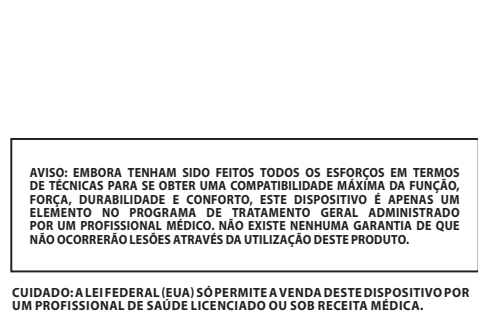 AVISO: EMBORA TENHAM SIDO FEITOS TODOS OS ESFORÇOS EM TERMOS
DE TÉCNICAS PARA SE OBTER UMA COMPATIBILIDADE MÁXIMA DA FUNÇÃO,
FORÇA, DURABILIDADE E CONFORTO, ESTE DISPOSITIVO É APENAS UM
ELEMENTO NO PROGRAMA DE TRATAMENTO GERAL ADMINISTRADO
POR UM PROFISSIONAL MÉDICO. NÃO EXISTE NENHUMA GARANTIA DE QUE
NÃO OCORRERÃO LESÕES ATRAVÉS DA UTILIZAÇÃO DESTE PRODUTO.
CUIDADO: A LEI FEDERAL (EUA) SÓ PERMITE A VENDA DESTE DISPOSITIVO POR
UM PROFISSIONAL DE SAÚDE LICENCIADO OU SOB RECEITA MÉDICA.